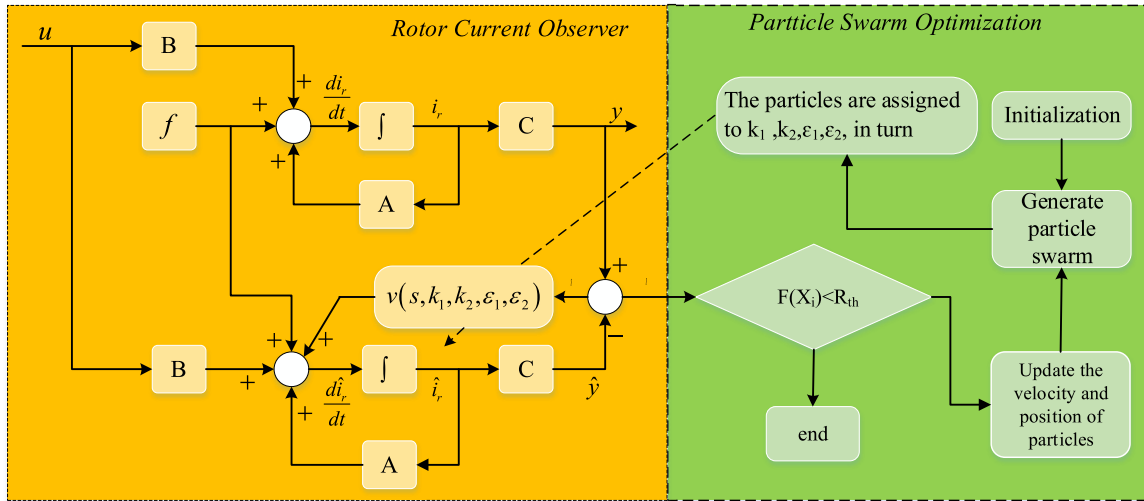 Rotor Current Observer
Partticle Swarm Optimization
u
B
+
di_r/dt
f
+
+
∫
i_r
C
y
A
The particles are assigned
to k₁ ,k₂,ε₁,ε₂, in turn
Initialization
Generate
particle
swarm
v(s,k₁,k₂,ε₁,ε₂)
+
−
F(Xᵢ)<R_th
B
+
+
+
+
dî_r/dt
∫
î_r
C
ŷ
A
end
Update the
velocity and
position of
particles